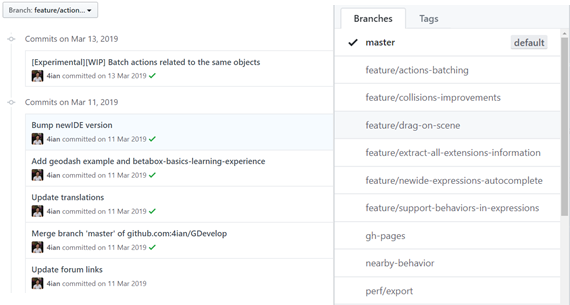 Branch: feature/action...
Commits on Mar 13, 2019
[Experimental][WIP] Batch actions related to the same objects
4ian committed on 13 Mar 2019
Commits on Mar 11, 2019
Bump newIDE version
4ian committed on 11 Mar 2019
Add geodash example and betabox-basics-learning-experience
4ian committed on 11 Mar 2019
Update translations
4ian committed on 11 Mar 2019
Merge branch 'master' of github.com:4ian/GDevelop
4ian committed on 11 Mar 2019
Update forum links
4ian committed on 11 Mar 2019
Branches Tags
master default
feature/actions-batching
feature/collisions-improvements
feature/drag-on-scene
feature/extract-all-extensions-information
feature/newide-expressions-autocomplete
feature/support-behaviors-in-expressions
gh-pages
nearby-behavior
perf/export